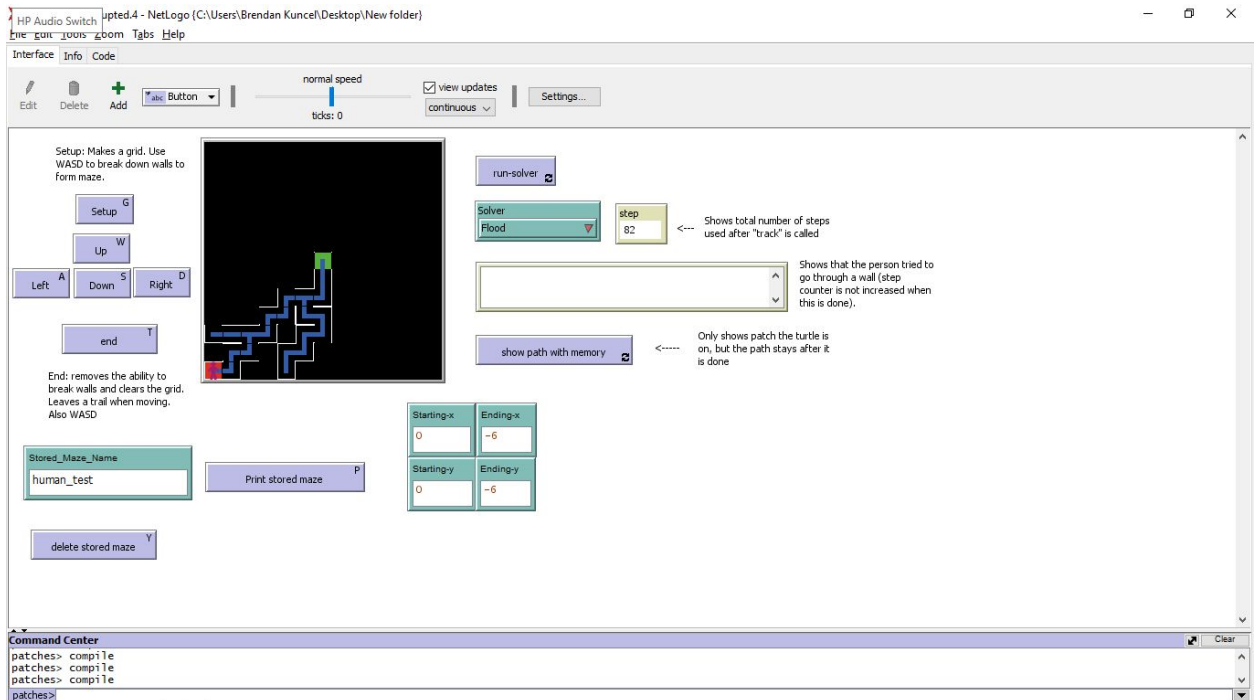 HP Audio Switch
upted.4 - NetLogo {C:\Users\Brendan Kuncel\Desktop\New folder}
File Edit Tools Zoom Tabs Help
Interface Info Code
Edit Delete Add abc Button
normal speed
ticks: 0
view updates
continuous
Settings...
Setup: Makes a grid. Use
WASD to break down walls to
form maze.
Setup G
Up W
Left A Down S Right D
end T
End: removes the ability to
break walls and clears the grid.
Leaves a trail when moving.
Also WASD
run-solver
Solver
Flood
step
82
<--- Shows total number of steps
used after "track" is called
Shows that the person tried to
go through a wall (step
counter is not increased when
this is done).
show path with memory
<----- Only shows patch the turtle is
on, but the path stays after it
is done
Starting-x Ending-x
0 -6
Starting-y Ending-y
0 -6
Stored_Maze_Name
human_test
Print stored maze P
delete stored maze Y
Command Center Clear
patches> compile
patches> compile
patches> compile
patches>